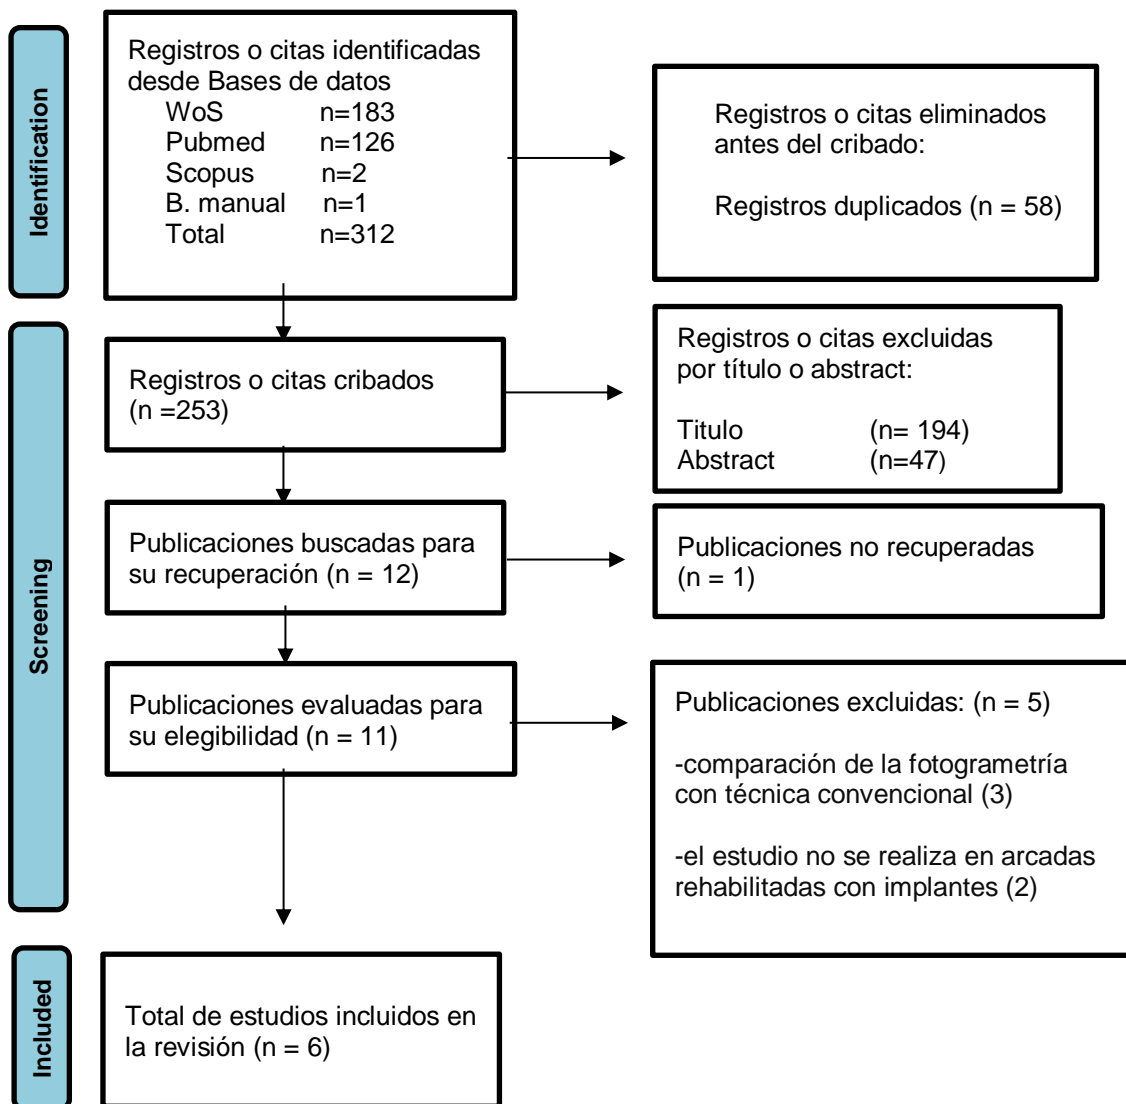 Identification
Registros o citas identificadas
desde Bases de datos
WoS n=183
Pubmed n=126
Scopus n=2
B. manual n=1
Total n=312
Registros o citas eliminados
antes del cribado:
Registros duplicados (n = 58)
Screening
Registros o citas cribados
(n =253)
Registros o citas excluidas
por título o abstract:
Titulo (n= 194)
Abstract (n=47)
Publicaciones buscadas para
su recuperación (n = 12)
Publicaciones no recuperadas
(n = 1)
Publicaciones evaluadas para
su elegibilidad (n = 11)
Publicaciones excluidas: (n = 5)
-comparación de la fotogrametría
con técnica convencional (3)
-el estudio no se realiza en arcadas
rehabilitadas con implantes (2)
Included
Total de estudios incluidos en
la revisión (n = 6)